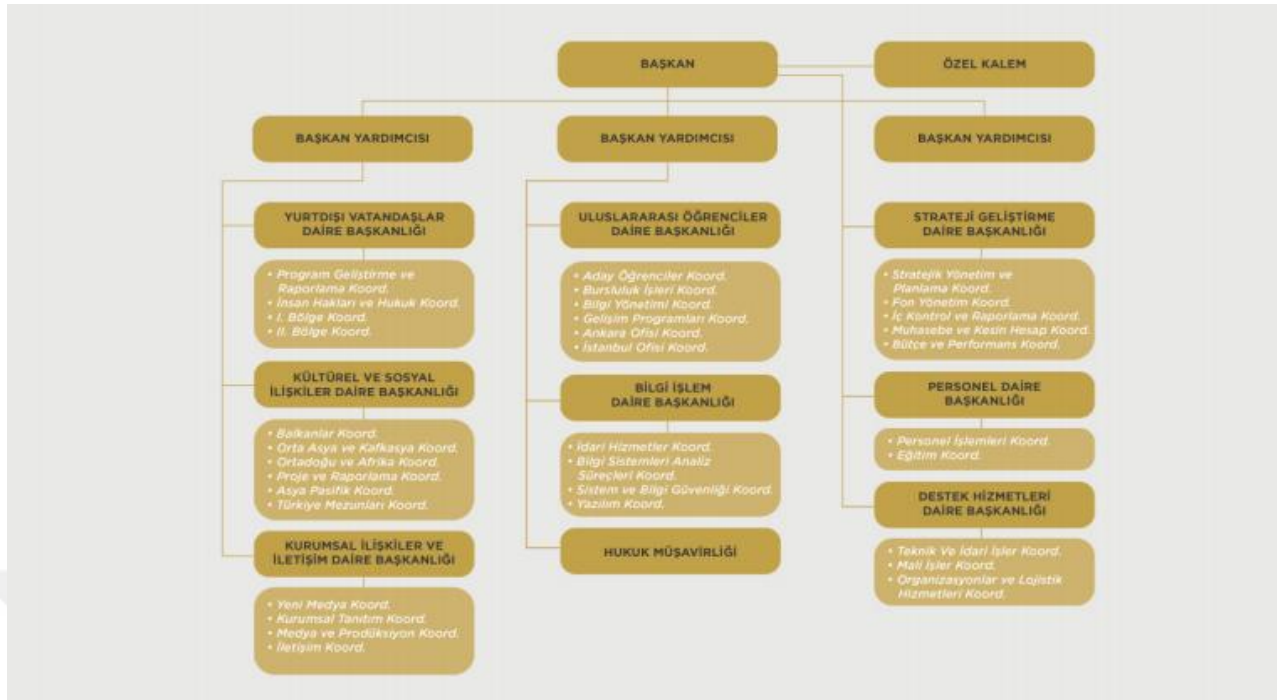 BAŞKAN
ÖZEL KALEM
BAŞKAN YARDIMCISI
BAŞKAN YARDIMCISI
BAŞKAN YARDIMCISI
YURTDIŞI VATANDAŞLAR
DAİRE BAŞKANLIĞI
• Program Geliştirme ve
Raporlama Koord.
• İnsan Hakları ve Hukuk Koord.
• I. Bölge Koord.
• II. Bölge Koord.
KÜLTÜREL VE SOSYAL
İLİŞKİLER DAİRE BAŞKANLIĞI
• Balkanlar Koord.
• Orta Asya ve Kafkasya Koord.
• Ortadoğu ve Afrika Koord.
• Proje ve Raporlama Koord.
• Asya Pasifik Koord.
• Türkiye Mezunları Koord.
KURUMSAL İLİŞKİLER VE
İLETİŞİM DAİRE BAŞKANLIĞI
• Yeni Medya Koord.
• Kurumsal Tanıtım Koord.
• Medya ve Prodüksiyon Koord.
• İletişim Koord.
ULUSLARARASI ÖĞRENCİLER
DAİRE BAŞKANLIĞI
• Aday Öğrenciler Koord.
• Bursluluk İşleri Koord.
• Bilgi Yönetimi Koord.
• Gelişim Programları Koord.
• Ankara Ofisi Koord.
• İstanbul Ofisi Koord.
BİLGİ İŞLEM
DAİRE BAŞKANLIĞI
• İdari Hizmetler Koord.
• Bilgi Sistemleri Analiz
Süreçleri Koord.
• Sistem ve Bilgi Güvenliği Koord.
• Yazılım Koord.
HUKUK MÜŞAVİRLİĞİ
STRATEJİ GELİŞTİRME
DAİRE BAŞKANLIĞI
• Stratejik Yönetim ve
Planlama Koord.
• Fon Yönetim Koord.
• İç Kontrol ve Raporlama Koord.
• Muhasebe ve Kesin Hesap Koord.
• Bütçe ve Performans Koord.
PERSONEL DAİRE
BAŞKANLIĞI
• Personel İşlemleri Koord.
• Eğitim Koord.
DESTEK HİZMETLERİ
DAİRE BAŞKANLIĞI
• Teknik Ve İdari İşler Koord.
• Mali İşler Koord.
• Organizasyonlar ve Lojistik
Hizmetleri Koord.